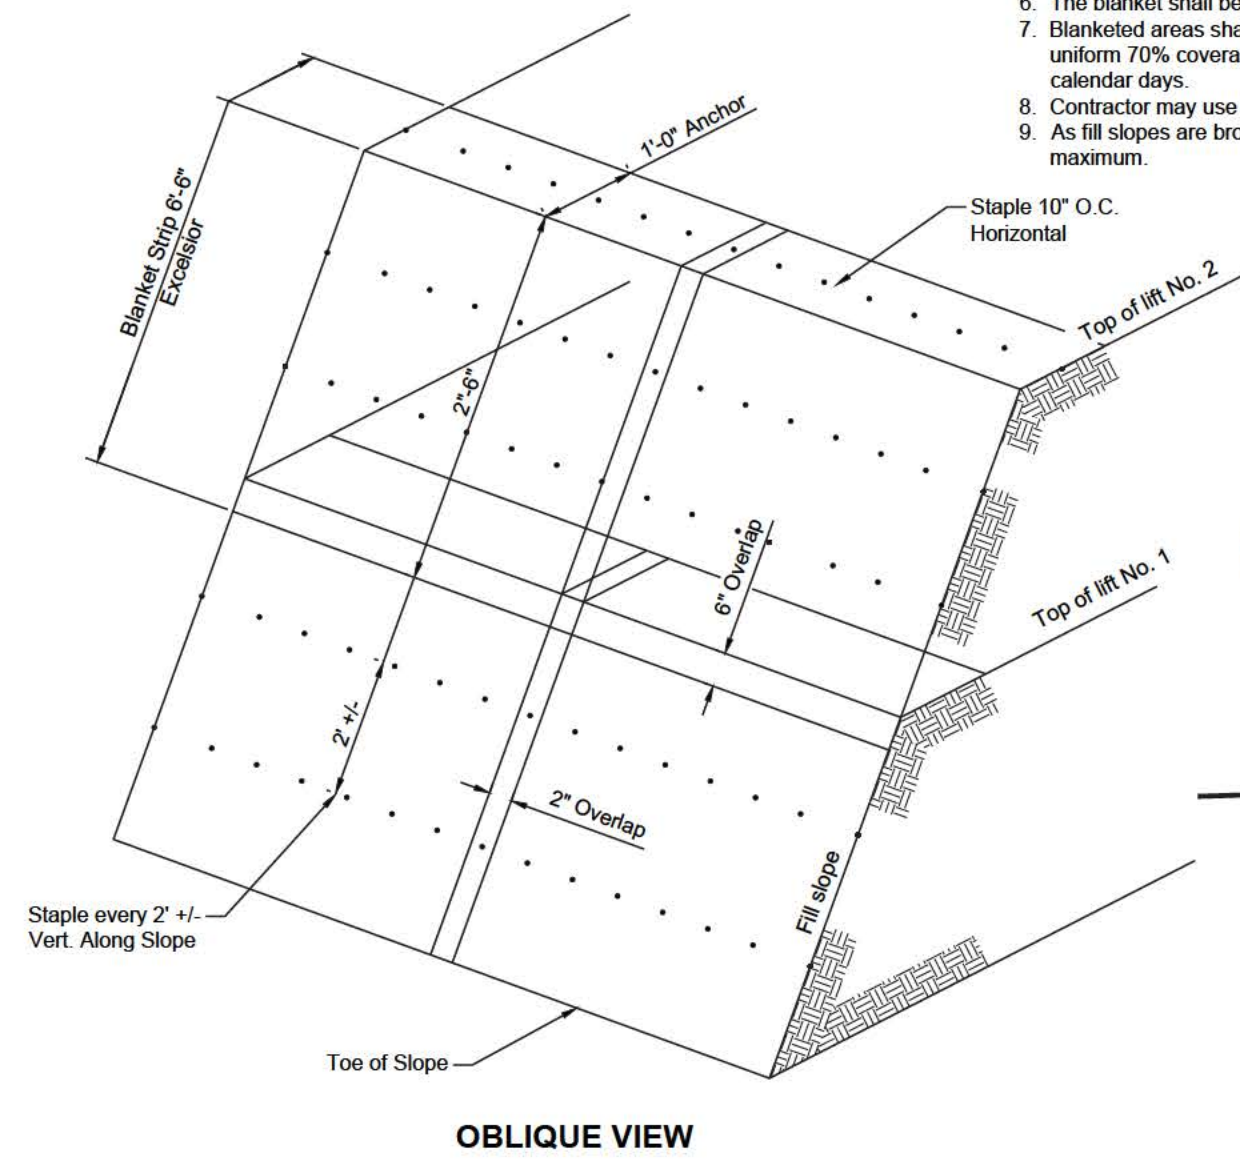 6. The blanket shall be
7. Blanketed areas sha
uniform 70% covera
calendar days.
8. Contractor may use
9. As fill slopes are bro
maximum.
1'-0" Anchor
Blanket Strip 6'-6"
Excelsior
Staple 10" O.C.
Horizontal
Top of lift No. 2
2"-6"
6" Overlap
Top of lift No. 1
2' +/-
2" Overlap
Fill slope
Staple every 2' +/-
Vert. Along Slope
Toe of Slope
OBLIQUE VIEW